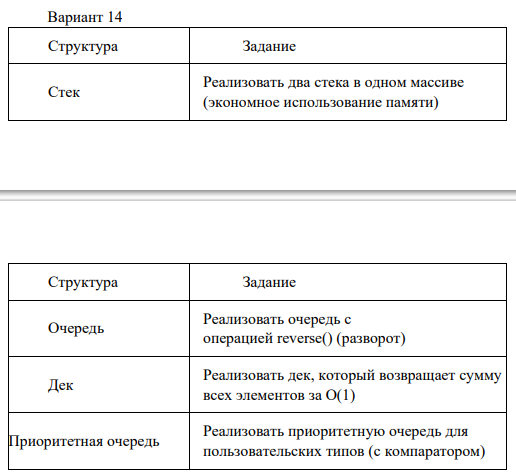 Вариант 14
Структура Задание
Стек Реализовать два стека в одном массиве
(экономное использование памяти)
Структура Задание
Очередь Реализовать очередь с
операцией reverse() (разворот)
Дек Реализовать дек, который возвращает сумму
всех элементов за O(1)
Приоритетная очередь Реализовать приоритетную очередь для
пользовательских типов (с компаратором)